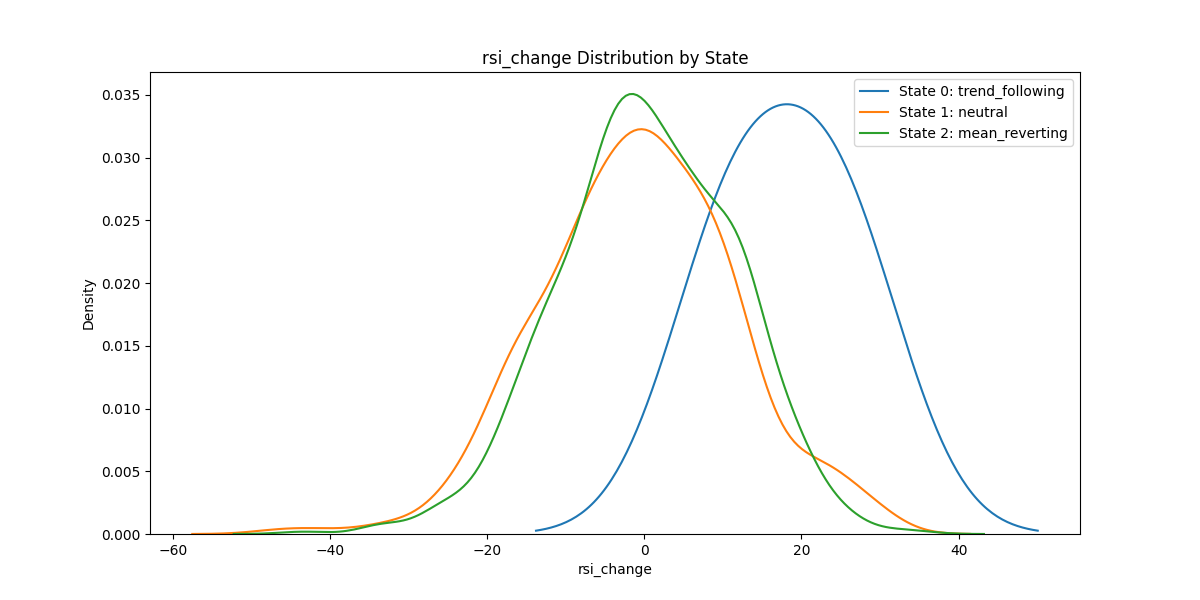 rsi_change Distribution by State
State 0: trend_following
State 1: neutral
State 2: mean_reverting
Density
0.035
0.030
0.025
0.020
0.015
0.010
0.005
0.000
−60
−40
−20
0
20
40
rsi_change